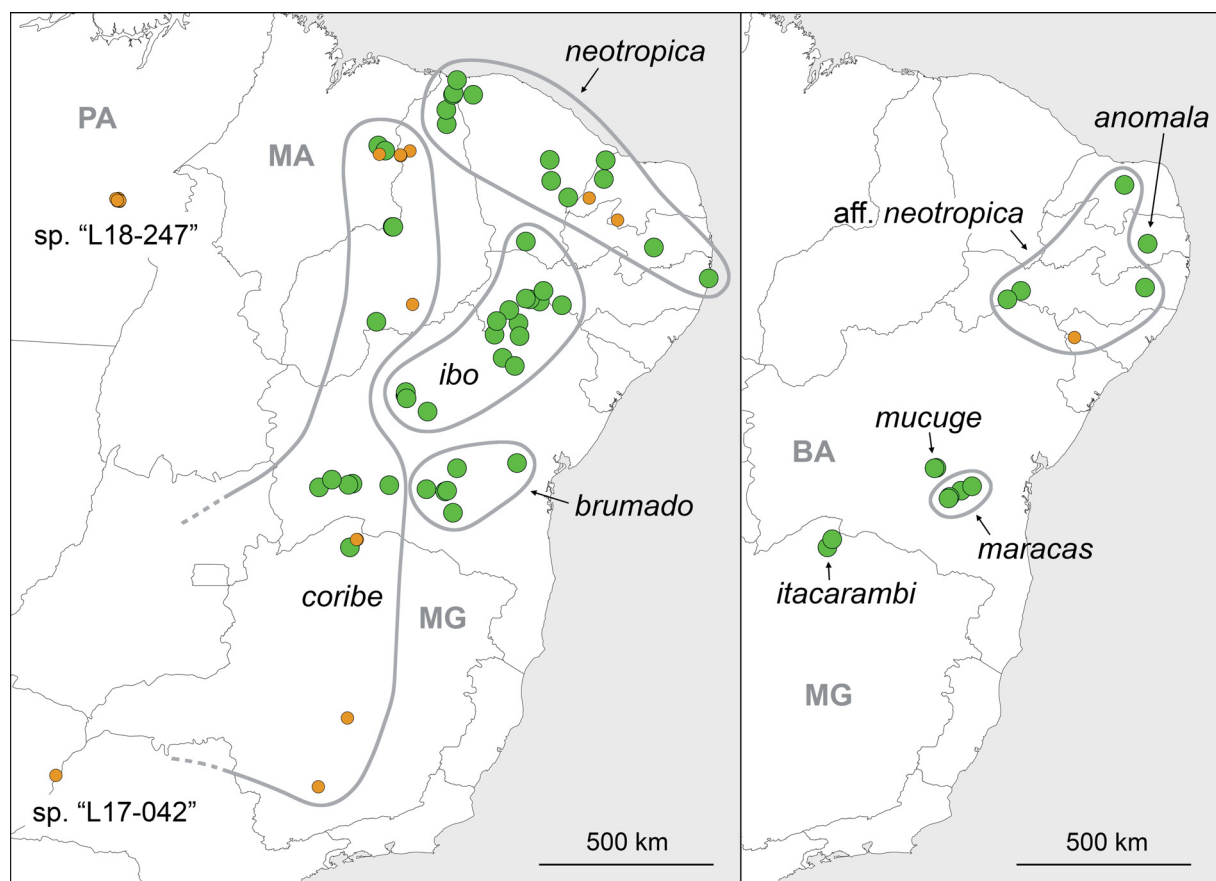 neotropica
PA
MA
sp. “L18-247”
ibo
brumado
coribe
MG
sp. “L17-042”
500 km
anomala
aff. neotropica
mucuge
BA
maracas
itacarambi
MG
500 km